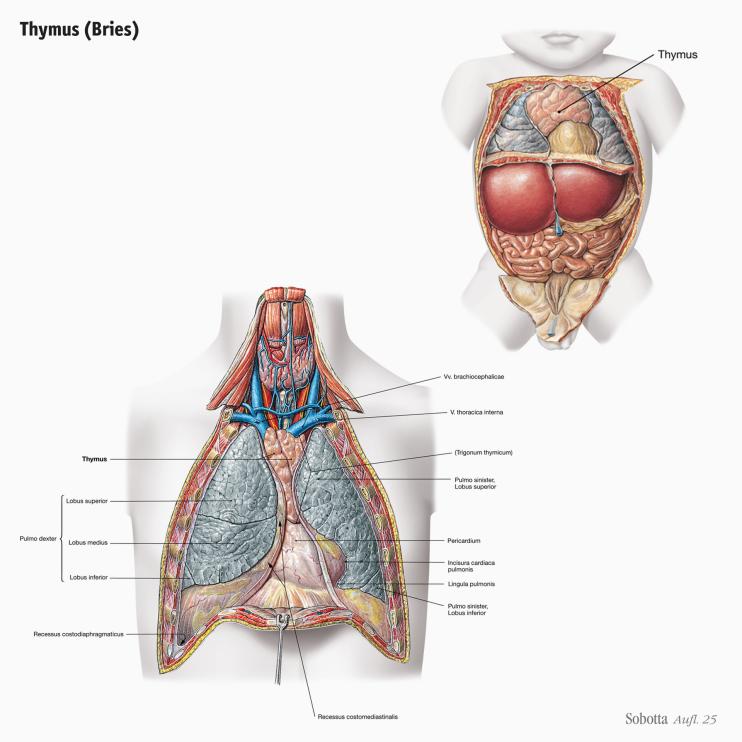 Thymus (Bries)
Thymus
Vv. brachiocephalicae
V. thoracica interna
Thymus
(Trigonum thymicum)
Pulmo sinister,
Lobus superior
Lobus superior
Pulmo dexter
Lobus medius
Pericardium
Incisura cardiaca
pulmonis
Lobus inferior
Lingula pulmonis
Pulmo sinister,
Lobus inferior
Recessus costodiaphragmaticus
Recessus costomediastinalis
Sobotta Aufl. 25